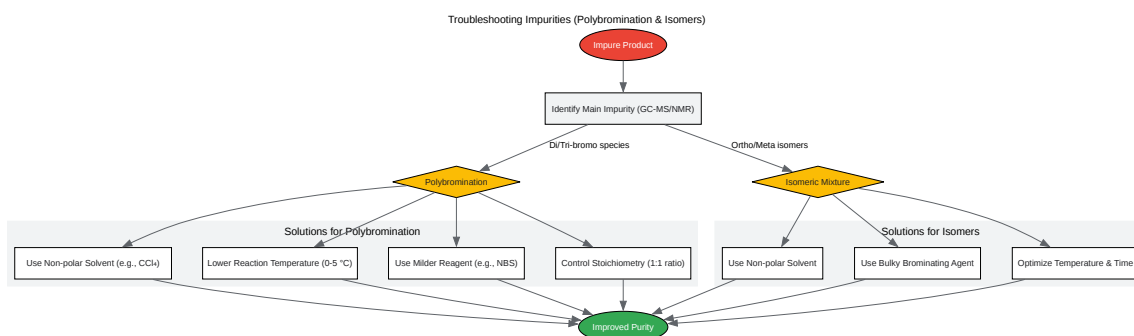 Troubleshooting Impurities (Polybromination & Isomers)
Impure Product
Identify Main Impurity (GC-MS/NMR)
Di/Tri-bromo species
Ortho/Meta isomers
Polybromination
Isomeric Mixture
Solutions for Polybromination
Solutions for Isomers
Use Non-polar Solvent (e.g., CCl₄)
Lower Reaction Temperature (0-5 °C)
Use Milder Reagent (e.g., NBS)
Control Stoichiometry (1:1 ratio)
Use Non-polar Solvent
Use Bulky Brominating Agent
Optimize Temperature & Time
Improved Purity